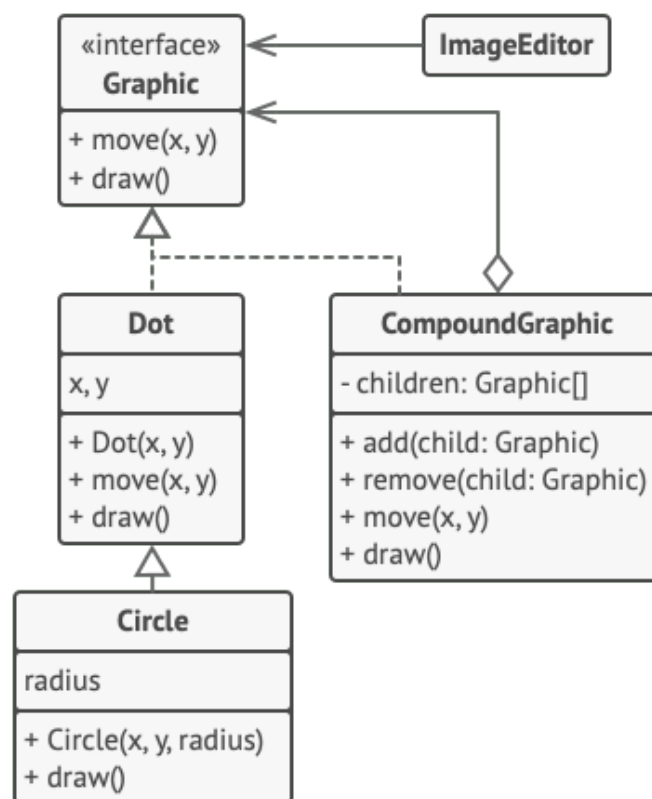 «interface»
Graphic
+ move(x, y)
+ draw()
ImageEditor
Dot
x, y
+ Dot(x, y)
+ move(x, y)
+ draw()
CompoundGraphic
- children: Graphic[]
+ add(child: Graphic)
+ remove(child: Graphic)
+ move(x, y)
+ draw()
Circle
radius
+ Circle(x, y, radius)
+ draw()